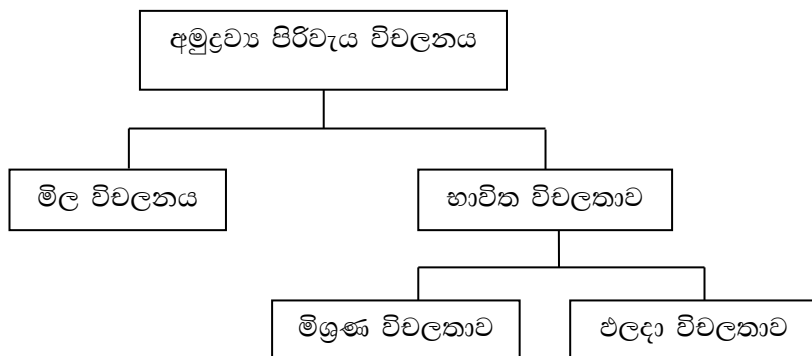 අමුද්‍රව්‍ය පිරිවැය විචලනය
මිල විචලනය
භාවිත විචලතාව
මිශ්‍රණ විචලතාව
ඵලදා විචලතාව